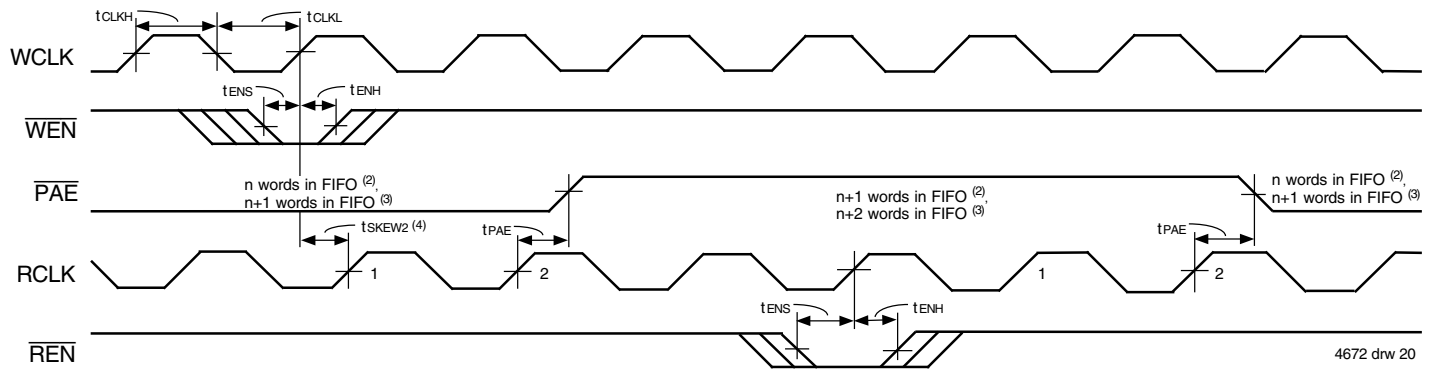 tCLKH
tCLKL
WCLK
tENS
tENH
WEN
PAE
n words in FIFO (2),
n+1 words in FIFO (3)
n+1 words in FIFO (2),
n+2 words in FIFO (3)
n words in FIFO (2),
n+1 words in FIFO (3)
tSKEW2 (4)
tPAE
tPAE
RCLK
1
2
1
2
tENS
tENH
REN
4672 drw 20